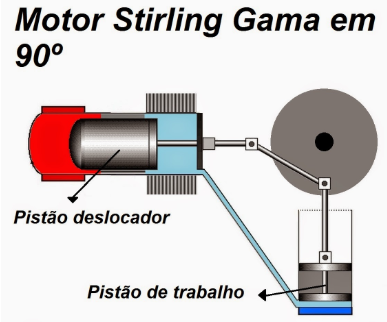 Motor Stirling Gama em
90º
Pistão deslocador
Pistão de trabalho